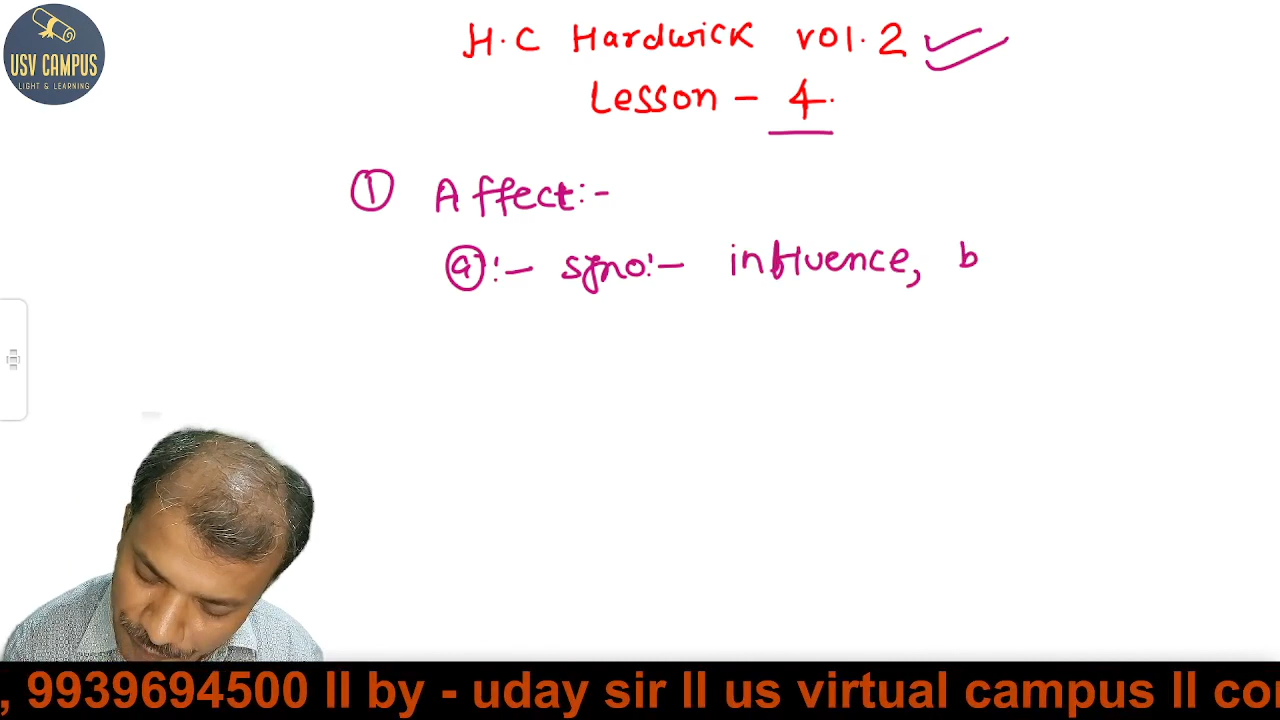 USV CAMPUS
LIGHT & LEARNING
H.C Hardwick vol.2
Lesson - 4.
① Affect:-
ⓐ:- syno:- influence, b
, 9939694500 ll by - uday sir ll us virtual campus ll con